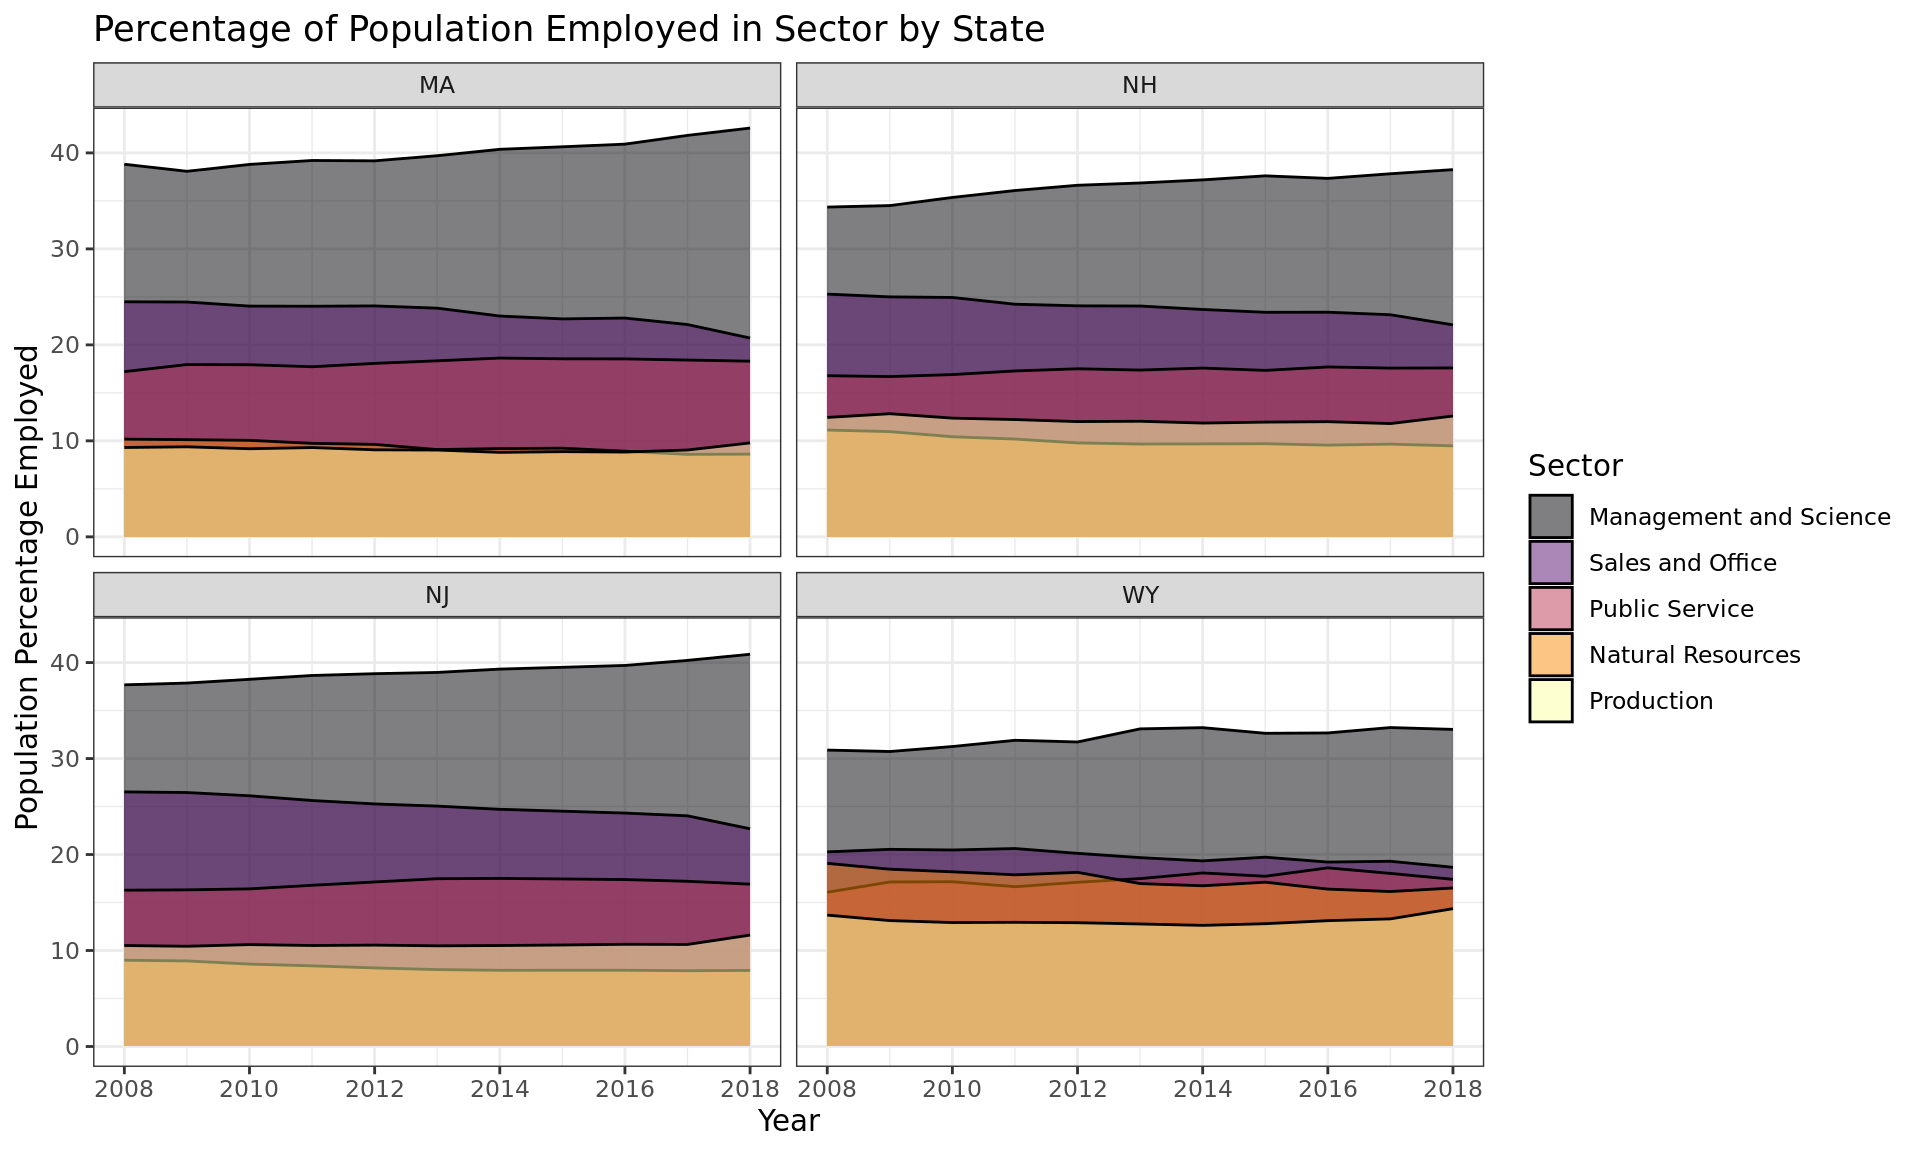 Percentage of Population Employed in Sector by State
MA
NH
40
30
20
10
0
NJ
WY
40
30
20
10
0
2008 2010 2012 2014 2016 2018
2008 2010 2012 2014 2016 2018
Year
Population Percentage Employed
Sector
Management and Science
Sales and Office
Public Service
Natural Resources
Production